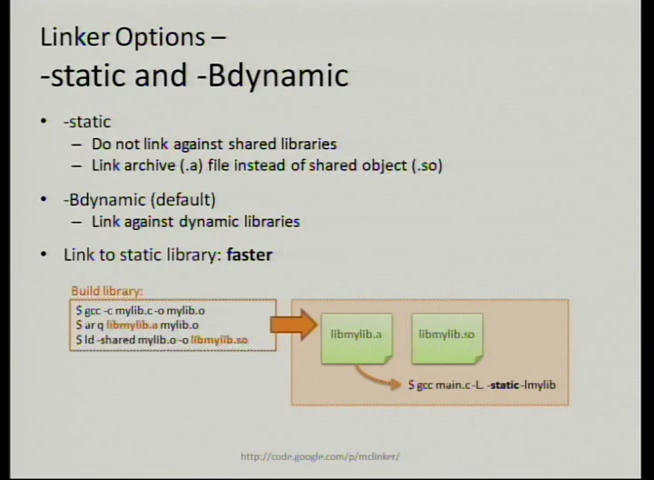 Linker Options –
-static and -Bdynamic
• -static
– Do not link against shared libraries
– Link archive (.a) file instead of shared object (.so)
• -Bdynamic (default)
– Link against dynamic libraries
• Link to static library: faster
Build library:
$ gcc -c mylib.c -o mylib.o
$ ar q libmylib.a mylib.o
$ ld -shared mylib.o -o libmylib.so
libmylib.a
libmylib.so
$ gcc main.c -L. -static -lmylib
http://code.google.com/p/mclinker/